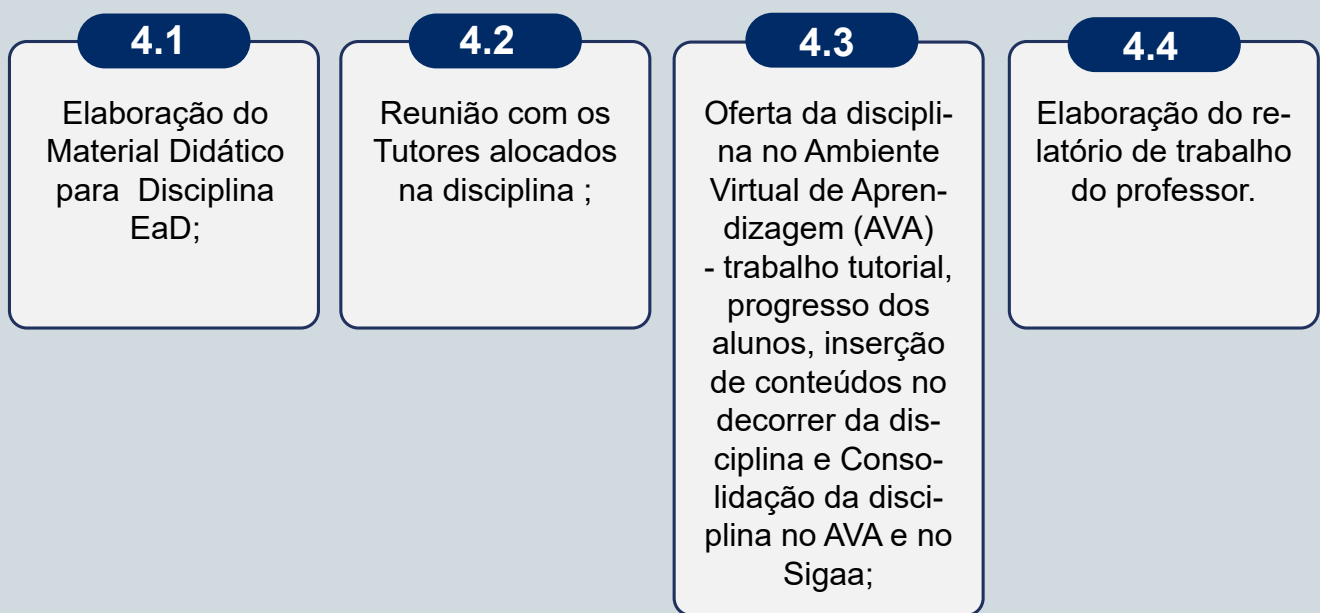 4.1
Elaboração do
Material Didático
para  Disciplina
EaD;
4.2
Reunião com os
Tutores alocados
na disciplina ;
4.3
Oferta da discipli-
na no Ambiente
Virtual de Apren-
dizagem (AVA)
- trabalho tutorial,
progresso dos
alunos, inserção
de conteúdos no
decorrer da dis-
ciplina e Conso-
lidação da disci-
plina no AVA e no
Sigaa;
4.4
Elaboração do re-
latório de trabalho
do professor.